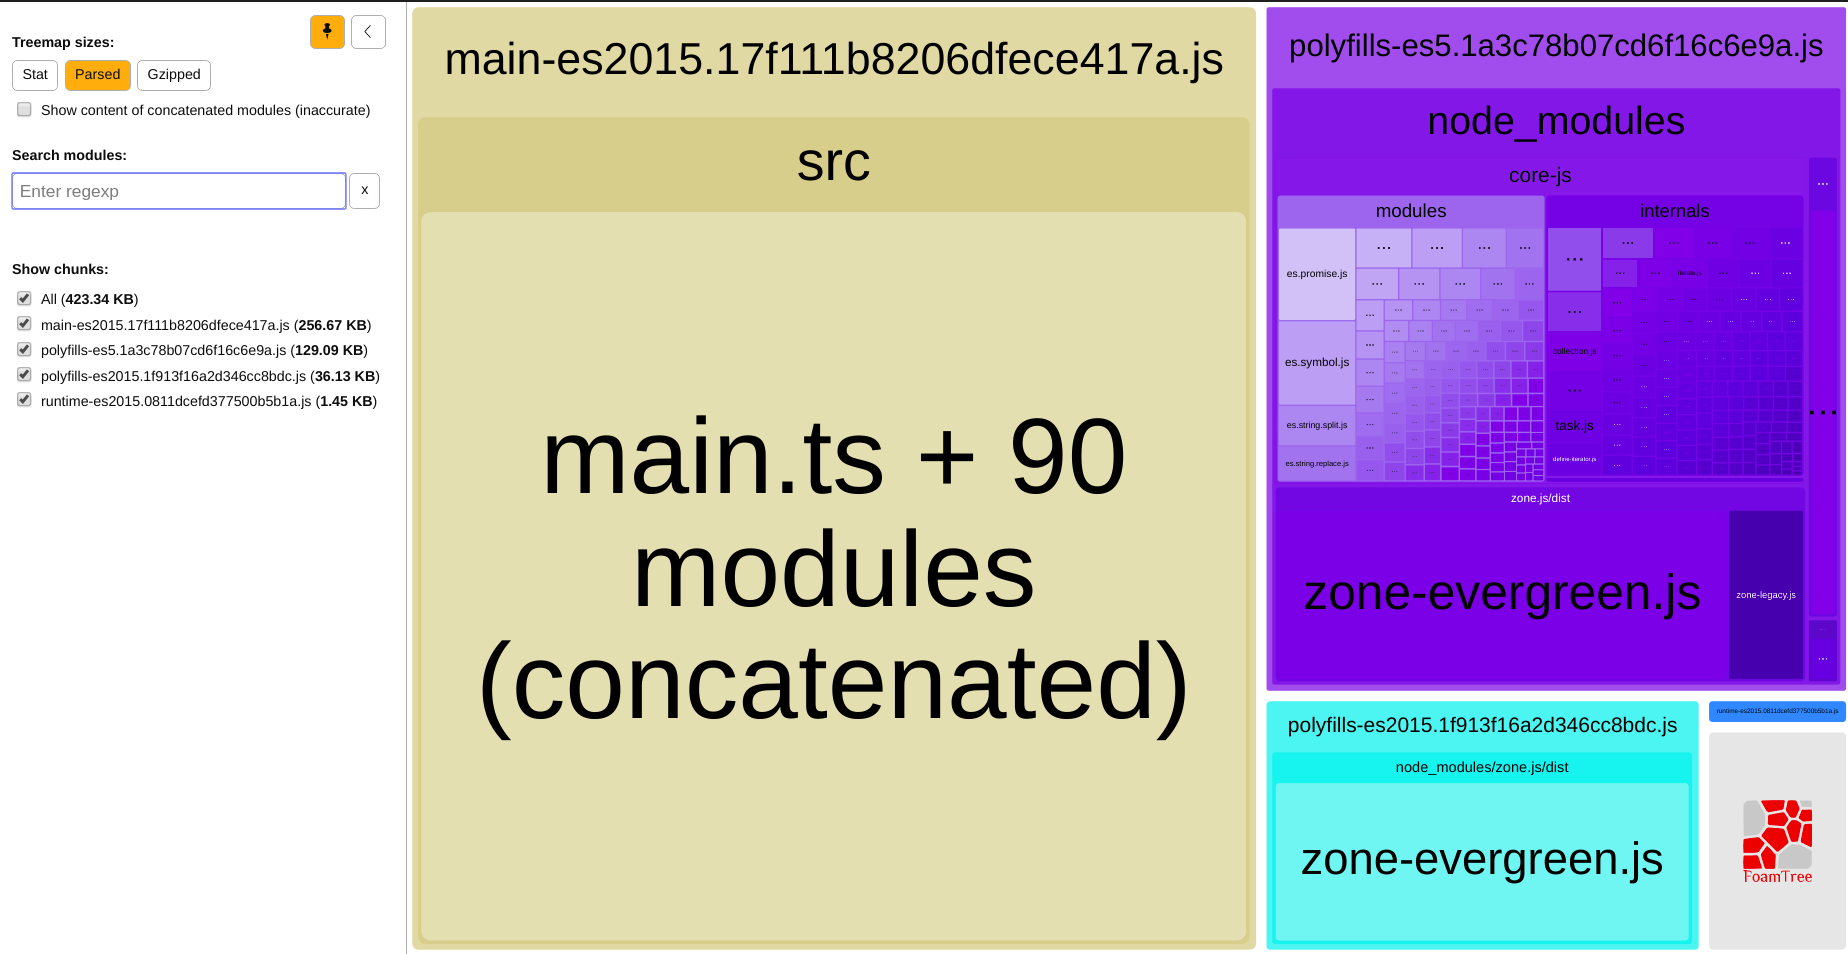 Treemap sizes:
Stat
Parsed
Gzipped
Show content of concatenated modules (inaccurate)
Search modules:
Enter regexp
x
Show chunks:
All (423.34 KB)
main-es2015.17f111b8206dfece417a.js (256.67 KB)
polyfills-es5.1a3c78b07cd6f16c6e9a.js (129.09 KB)
polyfills-es2015.1f913f16a2d346cc8bdc.js (36.13 KB)
runtime-es2015.0811dcefd377500b5b1a.js (1.45 KB)
main-es2015.17f111b8206dfece417a.js
src
main.ts + 90
modules
(concatenated)
polyfills-es5.1a3c78b07cd6f16c6e9a.js
node_modules
core-js
modules
es.promise.js
es.symbol.js
es.string.split.js
es.string.replace.js
internals
collection.js
task.js
define-iterator.js
zone.js/dist
zone-evergreen.js
zone-legacy.js
polyfills-es2015.1f913f16a2d346cc8bdc.js
node_modules/zone.js/dist
zone-evergreen.js
runtime-es2015.0811dcefd377500b5b1a.js
FoamTree